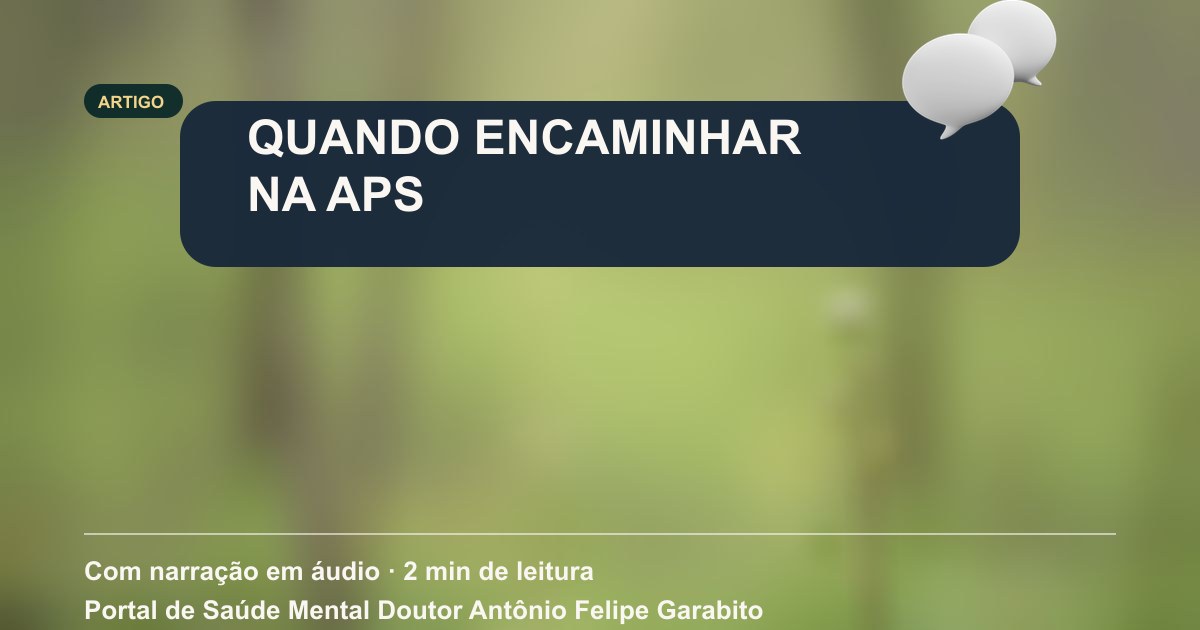 ARTIGO
QUANDO ENCAMINHAR
NA APS
Com narração em áudio · 2 min de leitura
Portal de Saúde Mental Doutor Antônio Felipe Garabito